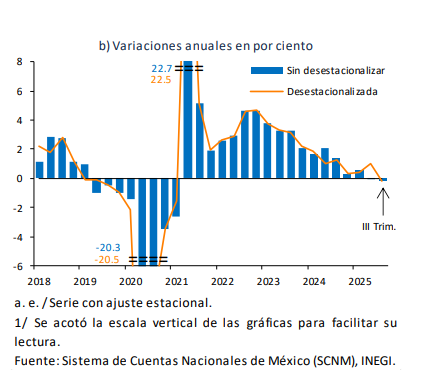 b) Variaciones anuales en por ciento
8
22.7
22.5
Sin desestacionalizar
Desestacionalizada
6
4
2
0
-2
III Trim.
-4
-20.3
-20.5
-6
2018 2019 2020 2021 2022 2023 2024 2025
a. e. / Serie con ajuste estacional.
1/ Se acotó la escala vertical de las gráficas para facilitar su
lectura.
Fuente: Sistema de Cuentas Nacionales de México (SCNM), INEGI.